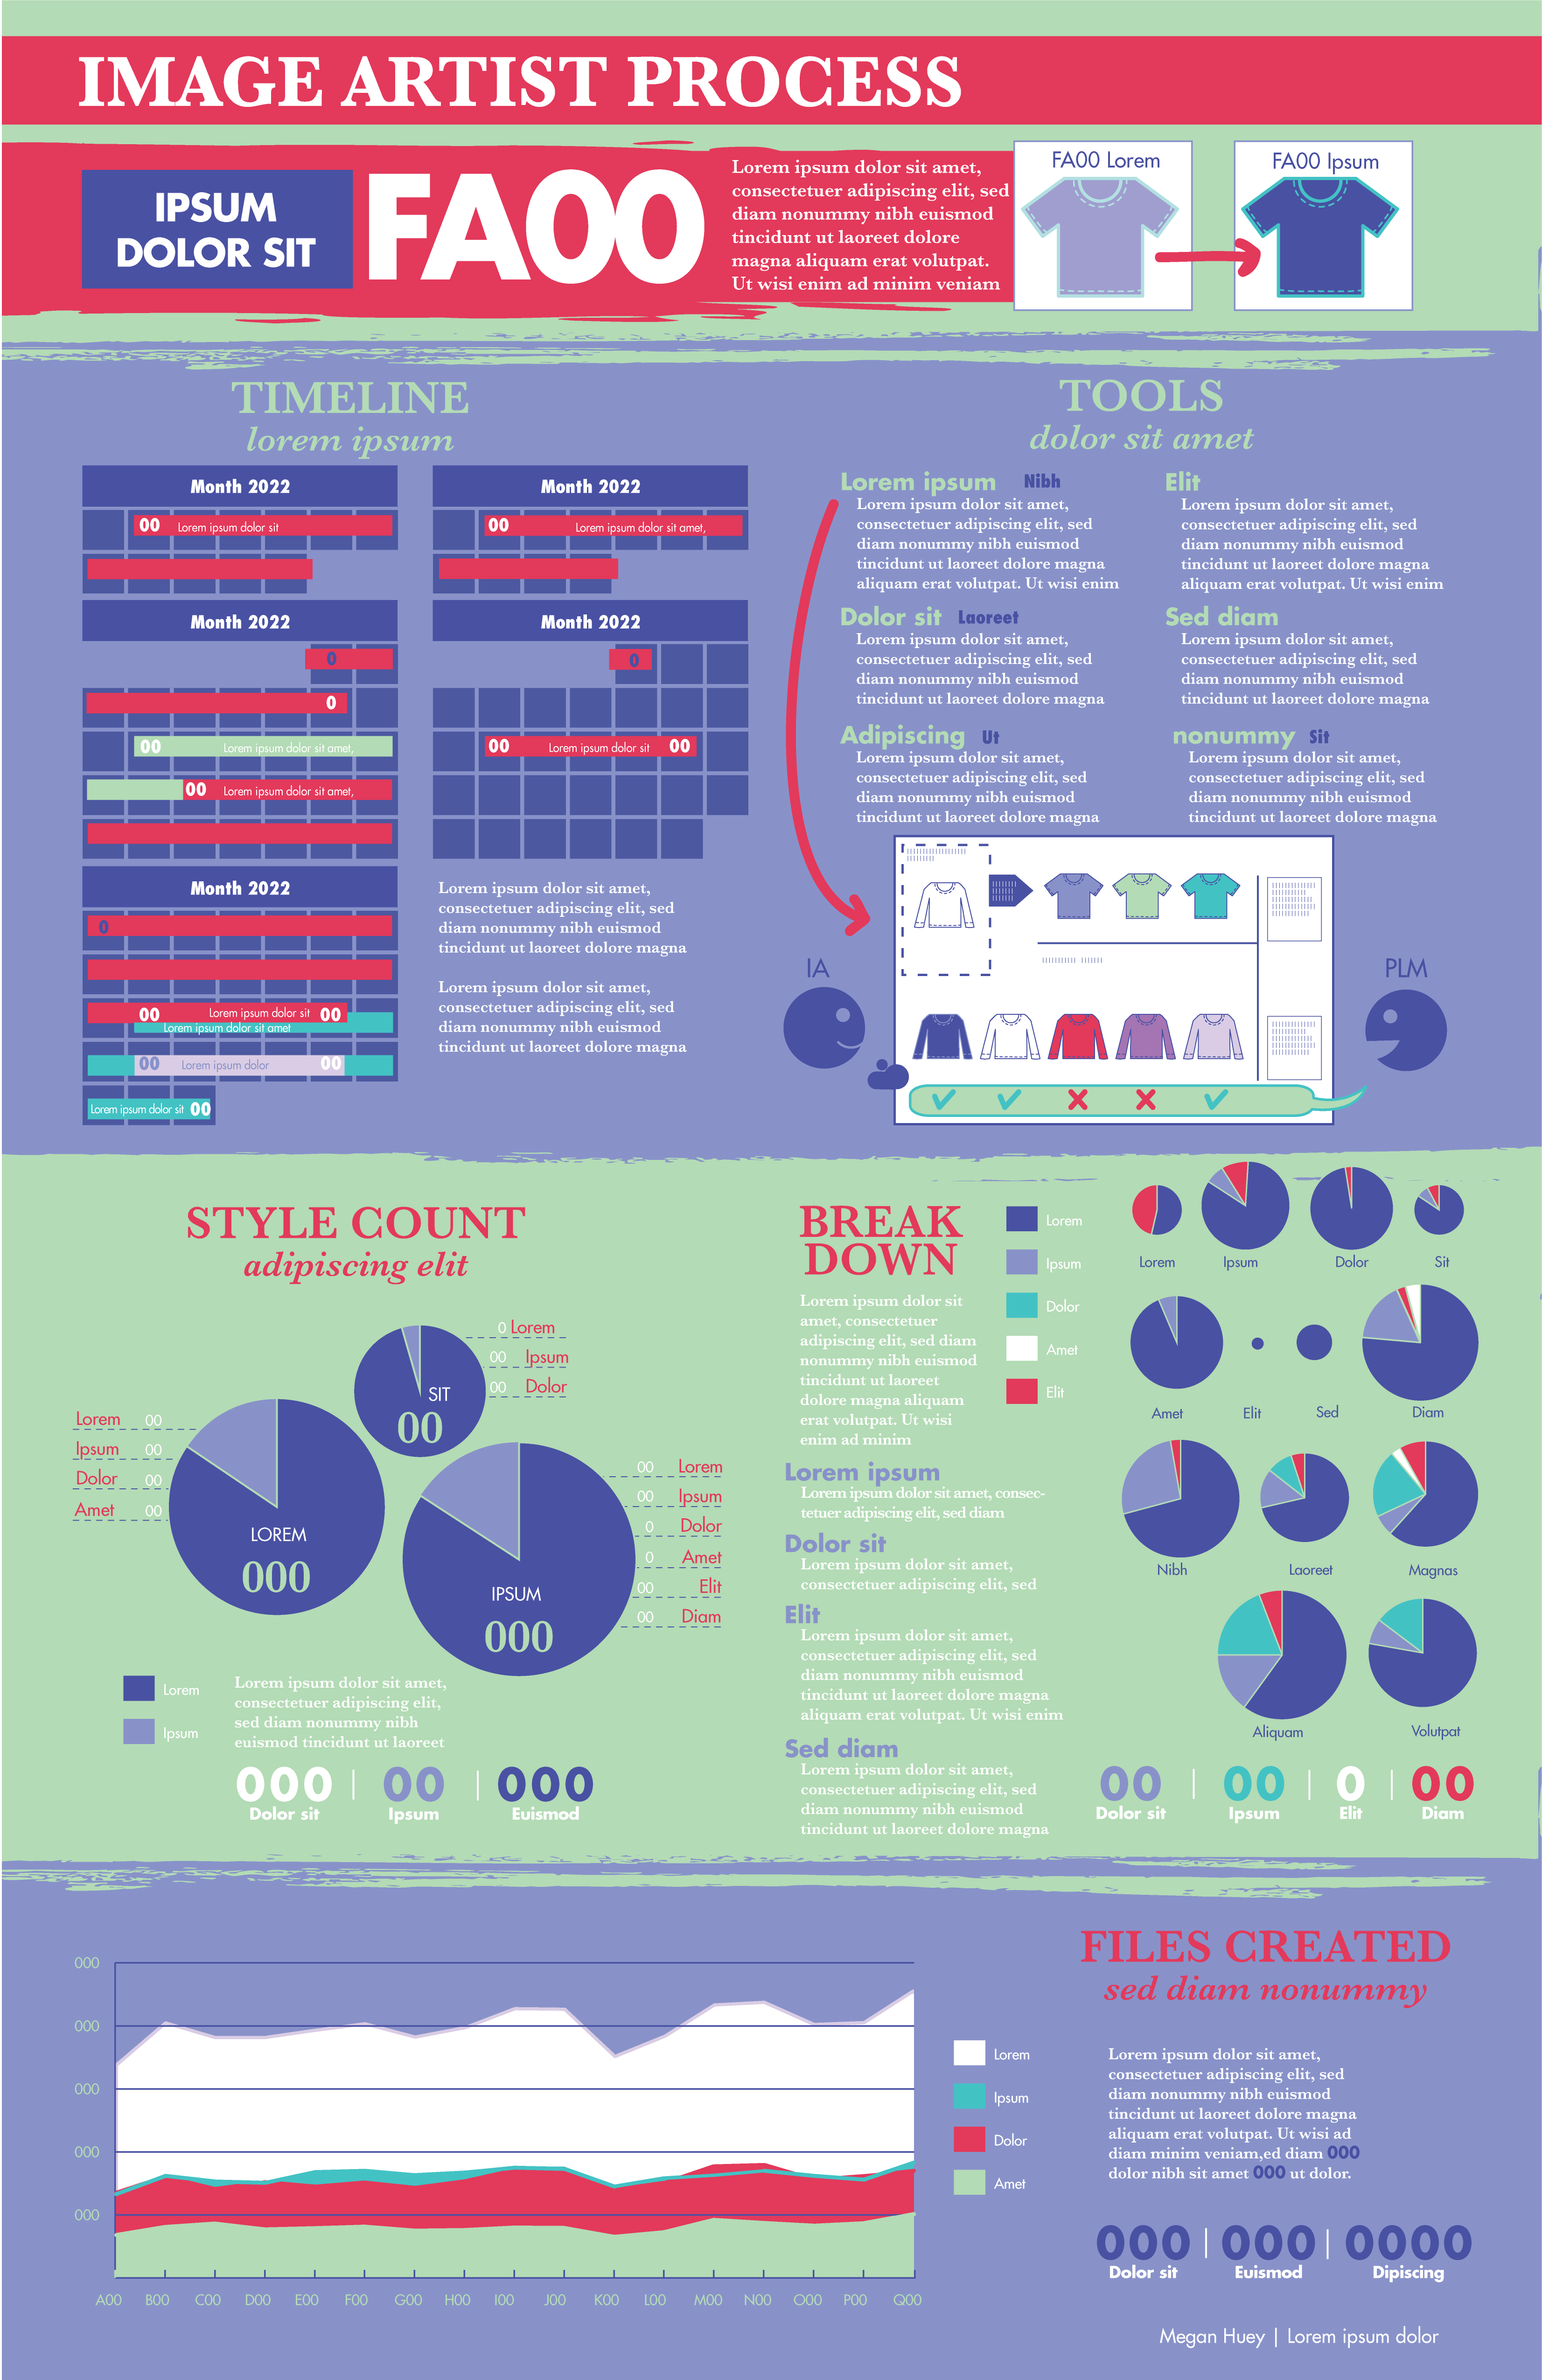 IMAGE ARTIST PROCESS
IPSUM
DOLOR SIT
FA00
Lorem ipsum dolor sit amet,
consectetuer adipiscing elit, sed
diam nonummy nibh euismod
tincidunt ut laoreet dolore
magna aliquam erat volutpat.
Ut wisi enim ad minim veniam
FA00 Lorem
FA00 Ipsum
TIMELINE
lorem ipsum
Month 2022
00 Lorem ipsum dolor sit
Month 2022
00 Lorem ipsum dolor sit amet,
Month 2022
0
0
00 Lorem ipsum dolor sit amet,
00 Lorem ipsum dolor sit amet,
Month 2022
0
00 Lorem ipsum dolor sit 00
Month 2022
0
00 Lorem ipsum dolor sit 00
Lorem ipsum dolor sit amet
00 Lorem ipsum dolor 00
Lorem ipsum dolor sit 00
Lorem ipsum dolor sit amet,
consectetuer adipiscing elit, sed
diam nonummy nibh euismod
tincidunt ut laoreet dolore magna
Lorem ipsum dolor sit amet,
consectetuer adipiscing elit, sed
diam nonummy nibh euismod
tincidunt ut laoreet dolore magna
TOOLS
dolor sit amet
Lorem ipsum Nibh
Lorem ipsum dolor sit amet,
consectetuer adipiscing elit, sed
diam nonummy nibh euismod
tincidunt ut laoreet dolore magna
aliquam erat volutpat. Ut wisi enim
Elit
Lorem ipsum dolor sit amet,
consectetuer adipiscing elit, sed
diam nonummy nibh euismod
tincidunt ut laoreet dolore magna
aliquam erat volutpat. Ut wisi enim
Dolor sit Laoreet
Lorem ipsum dolor sit amet,
consectetuer adipiscing elit, sed
diam nonummy nibh euismod
tincidunt ut laoreet dolore magna
Sed diam
Lorem ipsum dolor sit amet,
consectetuer adipiscing elit, sed
diam nonummy nibh euismod
tincidunt ut laoreet dolore magna
Adipiscing Ut
Lorem ipsum dolor sit amet,
consectetuer adipiscing elit, sed
diam nonummy nibh euismod
tincidunt ut laoreet dolore magna
nonummy Sit
Lorem ipsum dolor sit amet,
consectetuer adipiscing elit, sed
diam nonummy nibh euismod
tincidunt ut laoreet dolore magna
IA
PLM
STYLE COUNT
adipiscing elit
0 Lorem
00 Ipsum
00 Dolor
SIT
00
Lorem 00
Ipsum 00
Dolor 00
Amet 00
LOREM
000
00 Lorem
00 Ipsum
0 Dolor
0 Amet
00 Elit
00 Diam
IPSUM
000
Lorem
Ipsum
Lorem ipsum dolor sit amet,
consectetuer adipiscing elit,
sed diam nonummy nibh
euismod tincidunt ut laoreet
000 | 00 | 000
Dolor sit Ipsum Euismod
BREAK
DOWN
Lorem ipsum dolor sit
amet, consectetuer
adipiscing elit, sed diam
nonummy nibh euismod
tincidunt ut laoreet
dolore magna aliquam
erat volutpat. Ut wisi
enim ad minim
Lorem
Ipsum
Dolor
Amet
Elit
Lorem ipsum
Lorem ipsum dolor sit amet, consec-
tetuer adipiscing elit, sed diam
Dolor sit
Lorem ipsum dolor sit amet,
consectetuer adipiscing elit, sed
Elit
Lorem ipsum dolor sit amet,
consectetuer adipiscing elit, sed
diam nonummy nibh euismod
tincidunt ut laoreet dolore magna
aliquam erat volutpat. Ut wisi enim
Sed diam
Lorem ipsum dolor sit amet,
consectetuer adipiscing elit, sed
diam nonummy nibh euismod
tincidunt ut laoreet dolore magna
Lorem Ipsum Dolor Sit
Amet Elit Sed Diam
Nibh Laoreet Magnas
Aliquam Volutpat
00 | 00 | 0 | 00
Dolor sit Ipsum Elit Diam
000
000
000
000
000
A00 B00 C00 D00 E00 F00 G00 H00 I00 J00 K00 L00 M00 N00 O00 P00 Q00
Lorem
Ipsum
Dolor
Amet
FILES CREATED
sed diam nonummy
Lorem ipsum dolor sit amet,
consectetuer adipiscing elit, sed
diam nonummy nibh euismod
tincidunt ut laoreet dolore magna
aliquam erat volutpat. Ut wisi ad
diam minim veniam,ed diam 000
dolor nibh sit amet 000 ut dolor.
000 | 000 | 0000
Dolor sit Euismod Dipiscing
Megan Huey | Lorem ipsum dolor